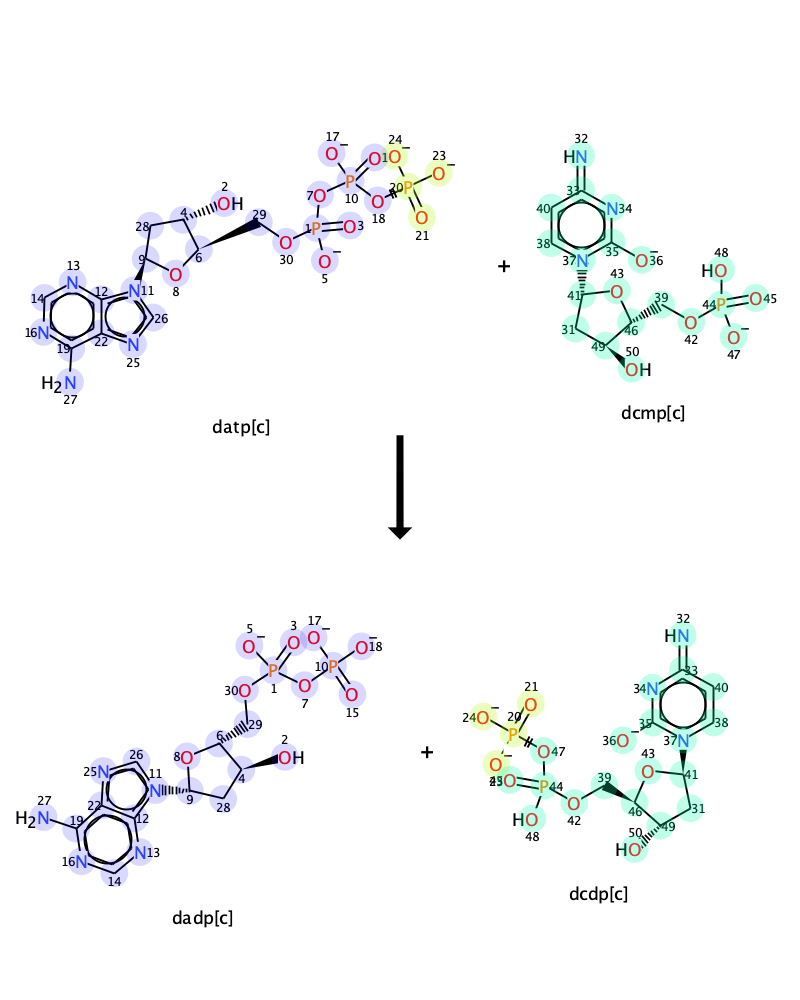 17
O−
O 1
24
O−
23
O−
7
O
P
10
O
18
20
P
O
21
2
OH
4
29
28
1
P
O 3
6
O
30
O−
5
9
O
8
13
N
14
12
N 11
26
16 N
19
22
N
25
H2N
27
datp[c]
+
32
HN
33
40
N 34
38
35
37 N
O−
36
41
43
O
39
31
46
49
50
OH
48
HO
44 P
O 45
O
42
O−
47
dcmp[c]
5
O−
3
O
17
O−
O−
18
P
1
10 P
30 O
O
7
O
15
29
6
2
OH
8 O
4
26
25 N
11
N
9
28
27
H2N
22
19
12
16 N
N 13
14
dadp[c]
+
21
O
24 O−
20
P
O 47
O−
O
P 44
39
O
42
HO
48
32
HN
33
34 N
40
35
38
36 O−
37 N
43
O
41
31
46
49
50
HO
dcdp[c]